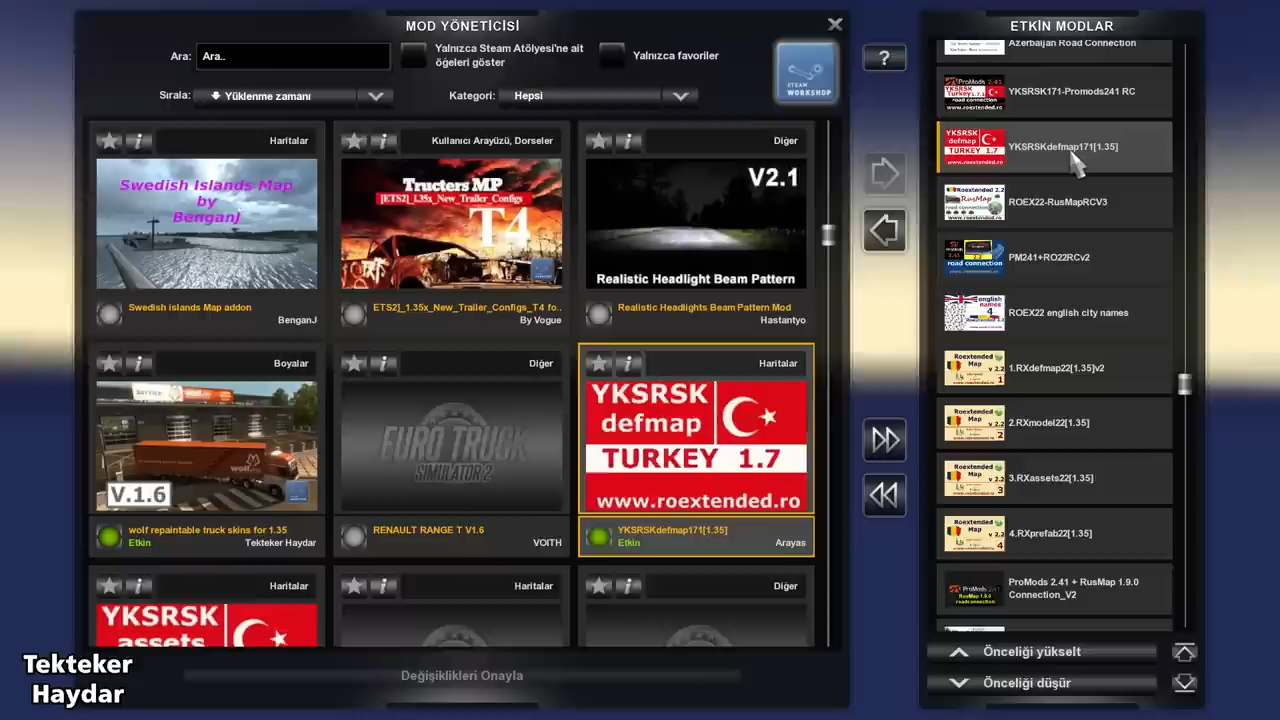 MOD YÖNETİCİSİ
Ara:
Ara..
Yalnızca Steam Atölyesi'ne ait
öğeleri göster
Yalnızca favoriler
STEAM
WORKSHOP
Sırala:
Kategori:
Hepsi
Haritalar
Swedish Islands Map
by
BenganJ
Swedish islands Map addon
BenganJ
Kullanıcı Arayüzü, Dorseler
Tructers MP
[ETS2]_1.35x_New_Trailer_Configs
T4
ETS2]_1.35x_New_Trailer_Configs_T4 fo..
By Vogue
Diğer
V2.1
Realistic Headlight Beam Pattern
Realistic Headlights Beam Pattern Mod
Hastantyo
Boyalar
V.1.6
wolf repaintable truck skins for 1.35
Etkin
Tekteker Haydar
Diğer
SIMULATOR 2
RENAULT RANGE T V1.6
VOITH
Haritalar
YKSRSK
defmap
TURKEY 1.7
www.roextended.ro
YKSRSKdefmap171[1.35]
Etkin
Arayas
Haritalar
YKSRSK
assets
Haritalar
Diğer
Değişiklikleri Onayla
?
ETKİN MODLAR
Azerbaijan Road Connection
YKSRSK171-Promods241 RC
YKSRSKdefmap171[1.35]
ROEX22-RusMapRCV3
PM241+RO22RCv2
ROEX22 english city names
1.RXdefmap22[1.35]v2
2.RXmodel22[1.35]
3.RXassets22[1.35]
4.RXprefab22[1.35]
ProMods 2.41 + RusMap 1.9.0
Connection_V2
Önceliği yükselt
Önceliği düşür
Tekteker
Haydar